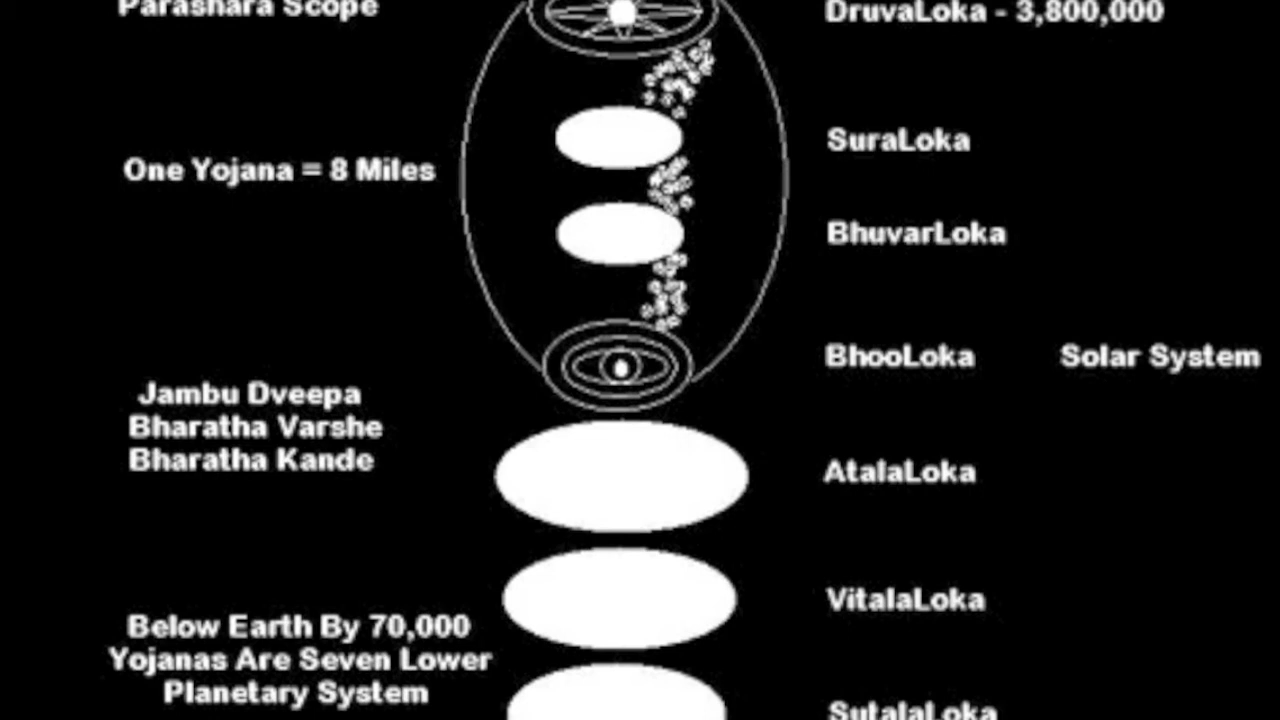 Parashara Scope
DruvaLoka - 3,800,000
SuraLoka
One Yojana = 8 Miles
BhuvarLoka
BhooLoka Solar System
Jambu Dveepa
Bharatha Varshe
Bharatha Kande
AtalaLoka
VitalaLoka
Below Earth By 70,000
Yojanas Are Seven Lower
Planetary System
SutalaLoka